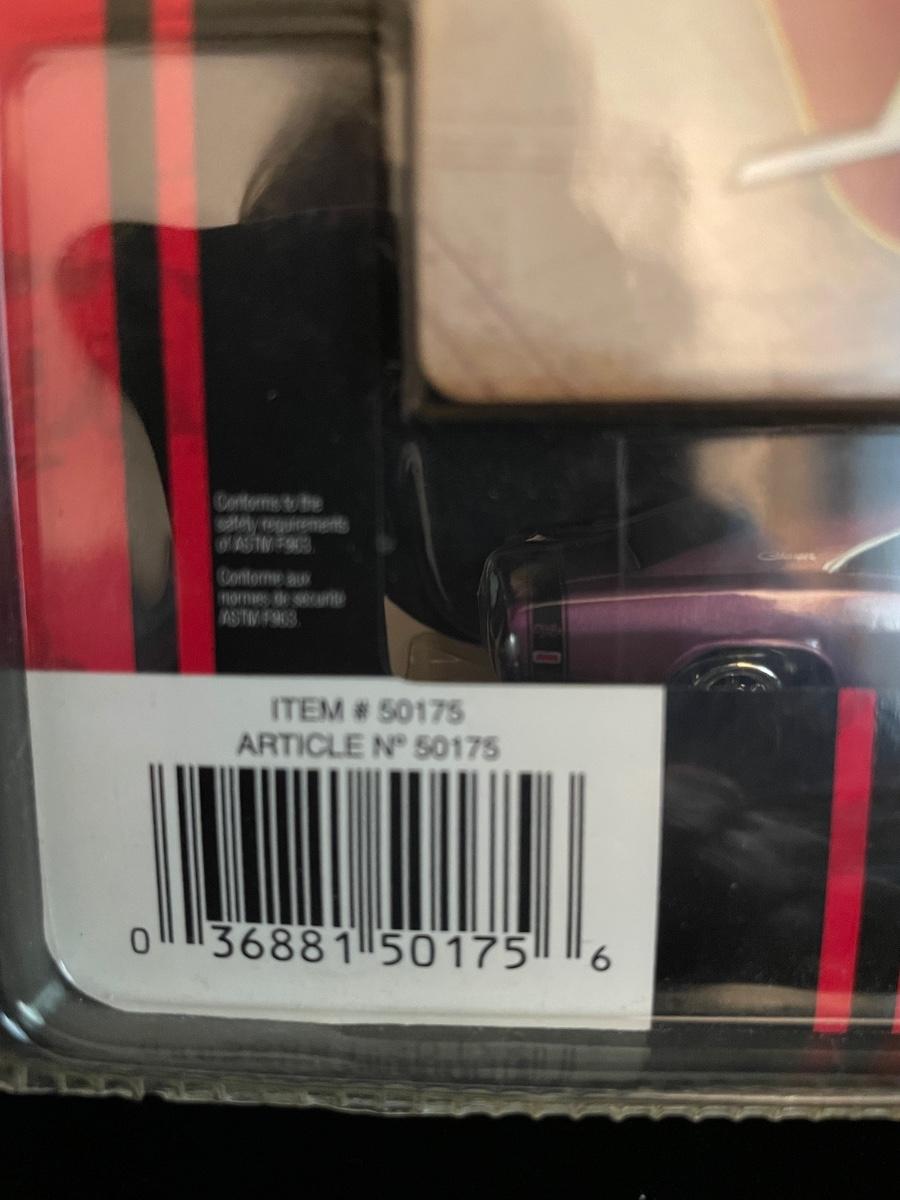 Conforms to the
safety requirements
of ASTM F963.
Conforme aux
normes de sécurité
ASTM F963.
ITEM # 50175
ARTICLE Nº 50175
0 36881 50175 6